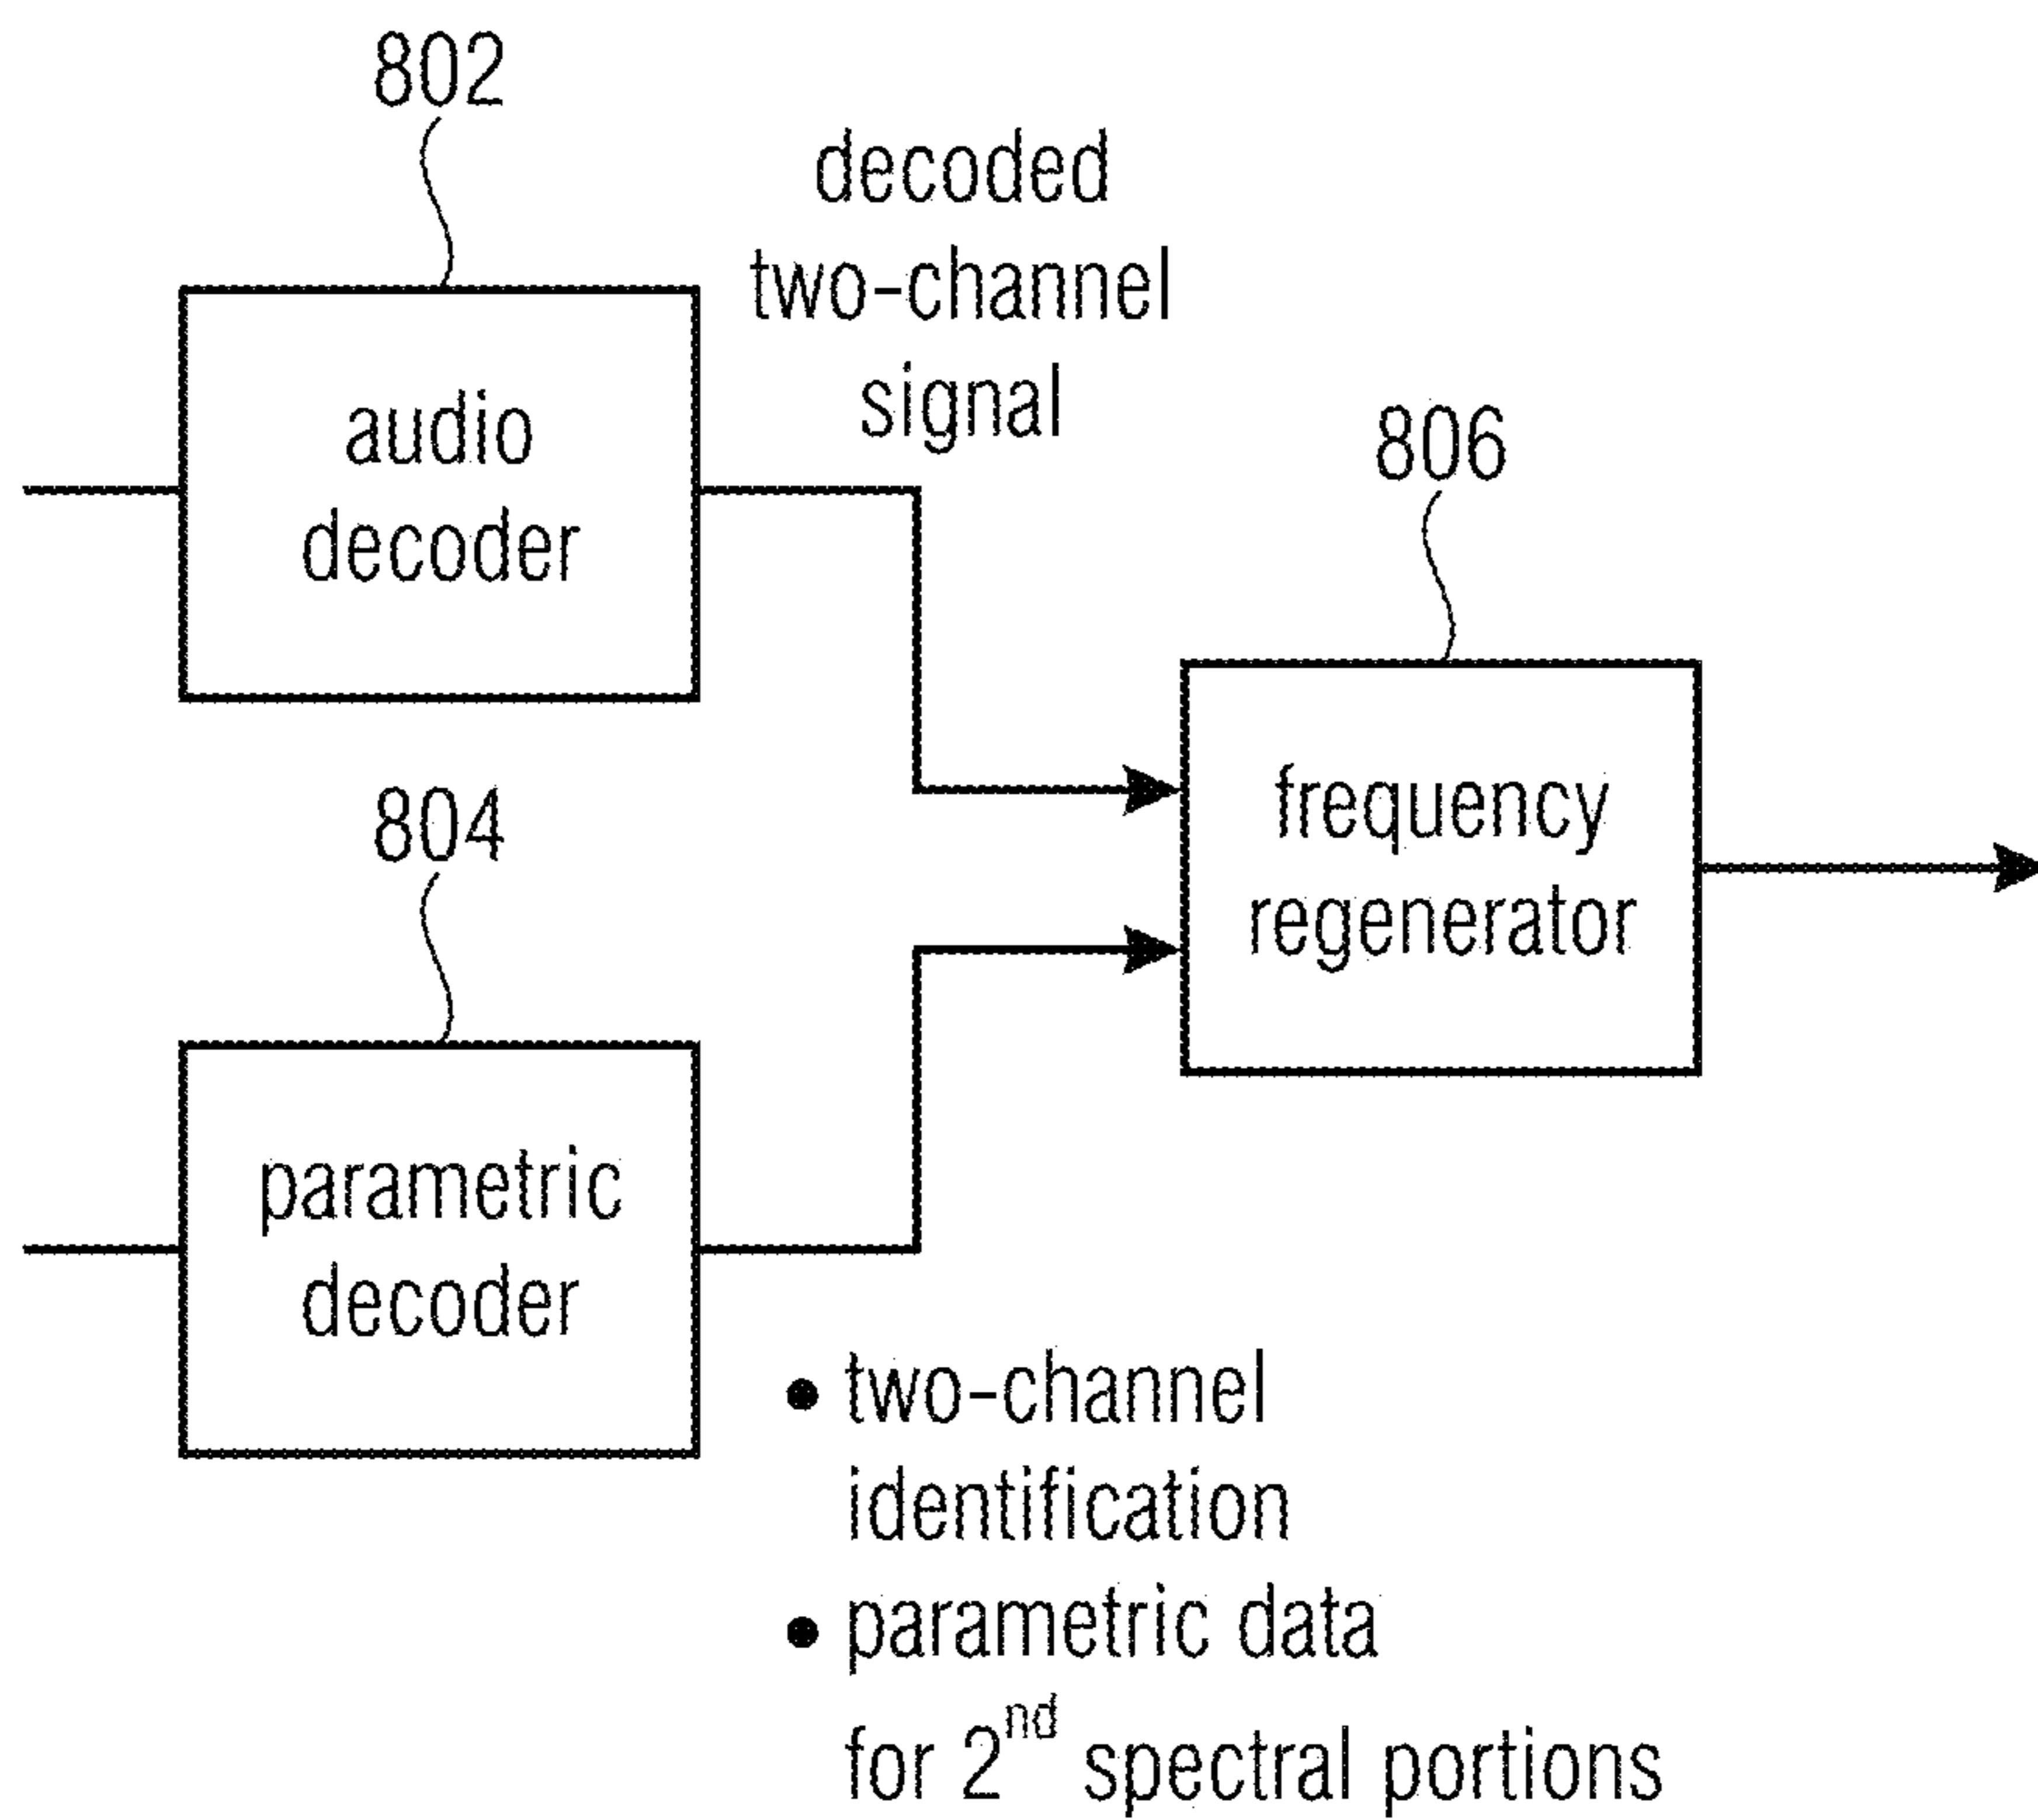 802
decoded
two-channel
signal
audio
decoder
806
frequency
regenerator
804
parametric
decoder
• two-channel
identification
• parametric data
for 2nd spectral portions